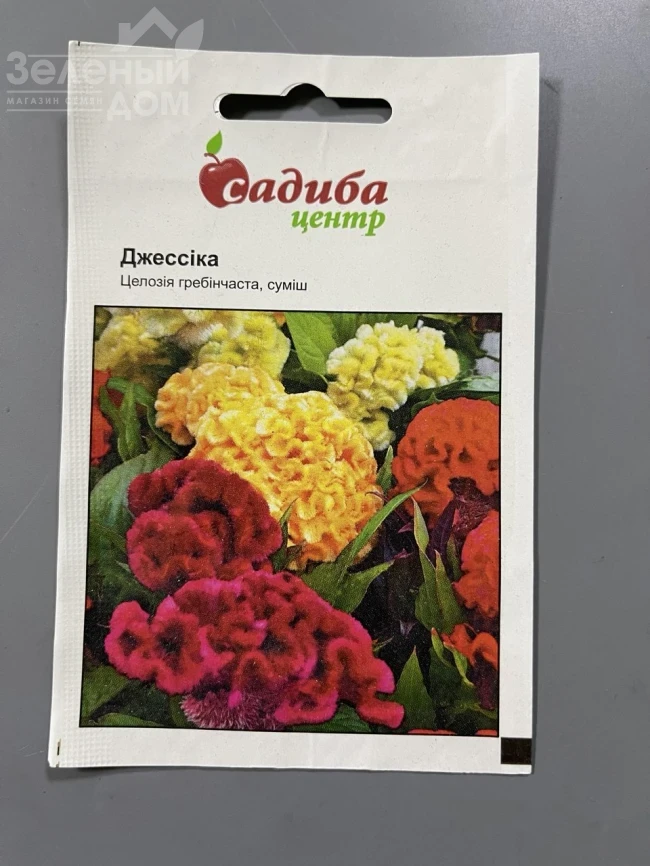 Зеленый
ДОМ
МАГАЗИН СЕМЯН
Садиба
центр
Джессіка
Целозія гребінчаста, суміш